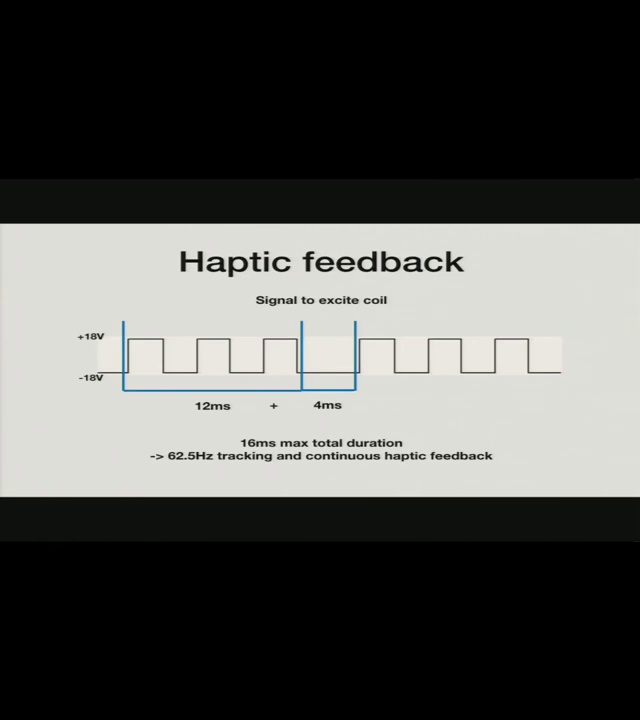 Haptic feedback
Signal to excite coil
+18V
-18V
12ms + 4ms
16ms max total duration
-> 62.5Hz tracking and continuous haptic feedback